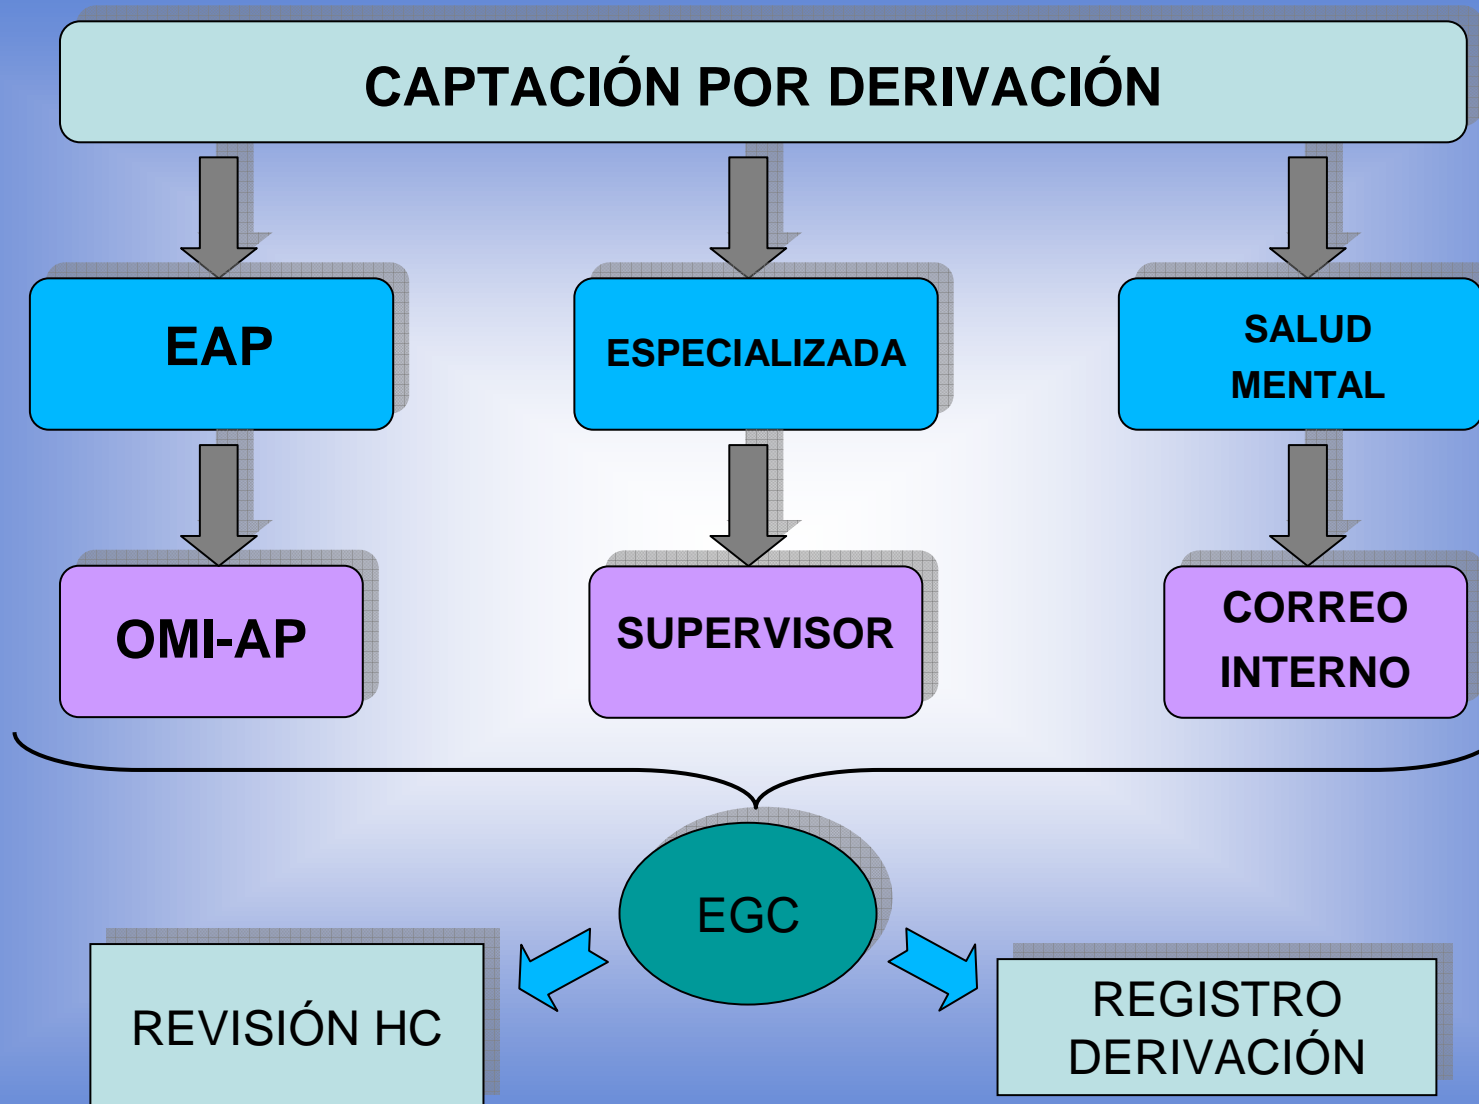 CAPTACIÓN POR DERIVACIÓN
EAP
ESPECIALIZADA
SALUD
MENTAL
OMI-AP
SUPERVISOR
CORREO
INTERNO
EGC
REVISIÓN HC
REGISTRO
DERIVACIÓN